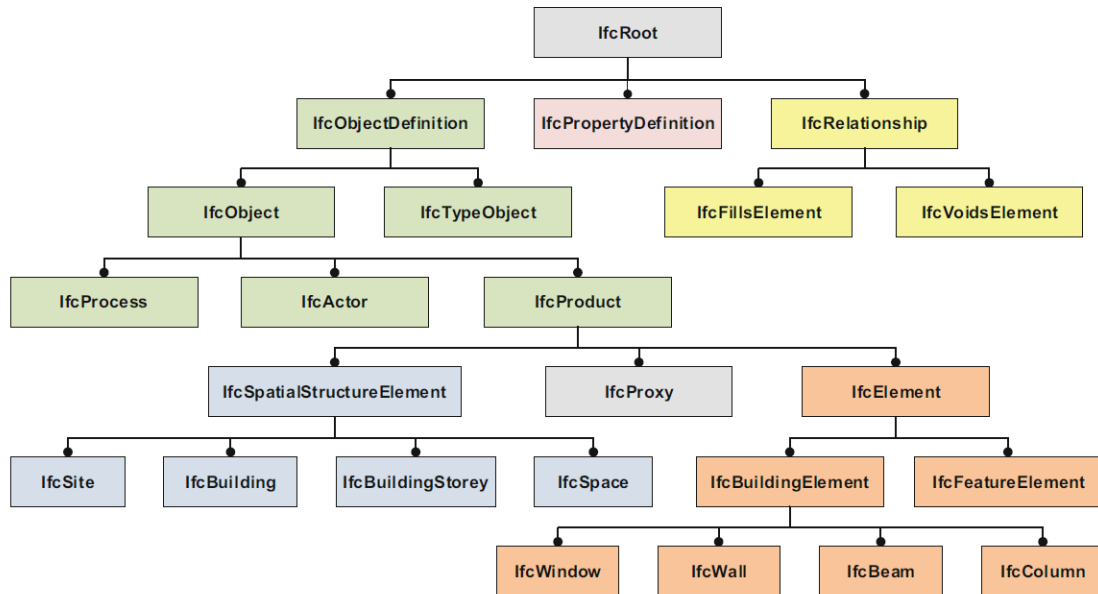 IfcRoot
IfcObjectDefinition
IfcPropertyDefinition
IfcRelationship
IfcObject
IfcTypeObject
IfcFillsElement
IfcVoidsElement
IfcProcess
IfcActor
IfcProduct
IfcSpatialStructureElement
IfcProxy
IfcElement
IfcSite
IfcBuilding
IfcBuildingStorey
IfcSpace
IfcBuildingElement
IfcFeatureElement
IfcWindow
IfcWall
IfcBeam
IfcColumn